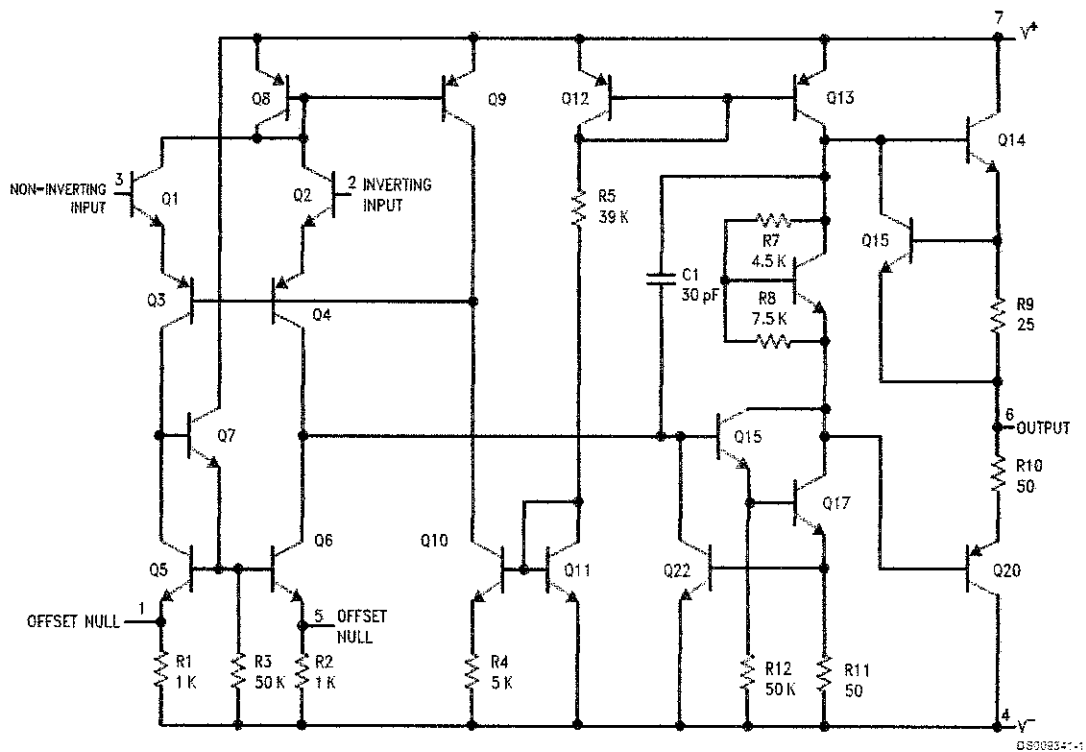 7 V+
Q8
Q9
Q12
Q13
Q14
3
NON-INVERTING
INPUT
Q1
Q2
2 INVERTING
INPUT
R5
39 K
R7
4.5 K
Q15
Q3
Q4
C1
30 pF
R8
7.5 K
R9
25
Q7
Q15
6
OUTPUT
R10
50
Q5
Q6
Q10
Q11
Q22
Q17
Q20
OFFSET NULL
1
5 OFFSET
NULL
R1
1 K
R3
50 K
R2
1 K
R4
5 K
R12
50 K
R11
50
4 V-
DS009341-1